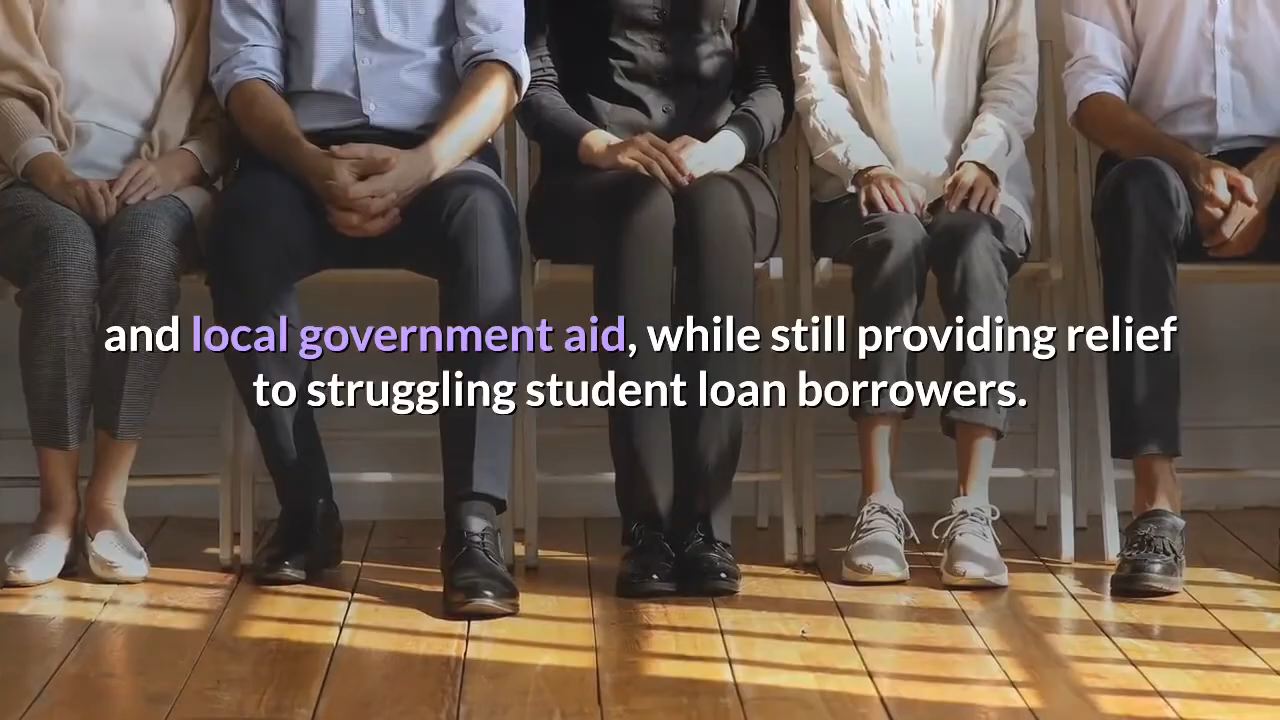 and local government aid, while still providing relief
to struggling student loan borrowers.